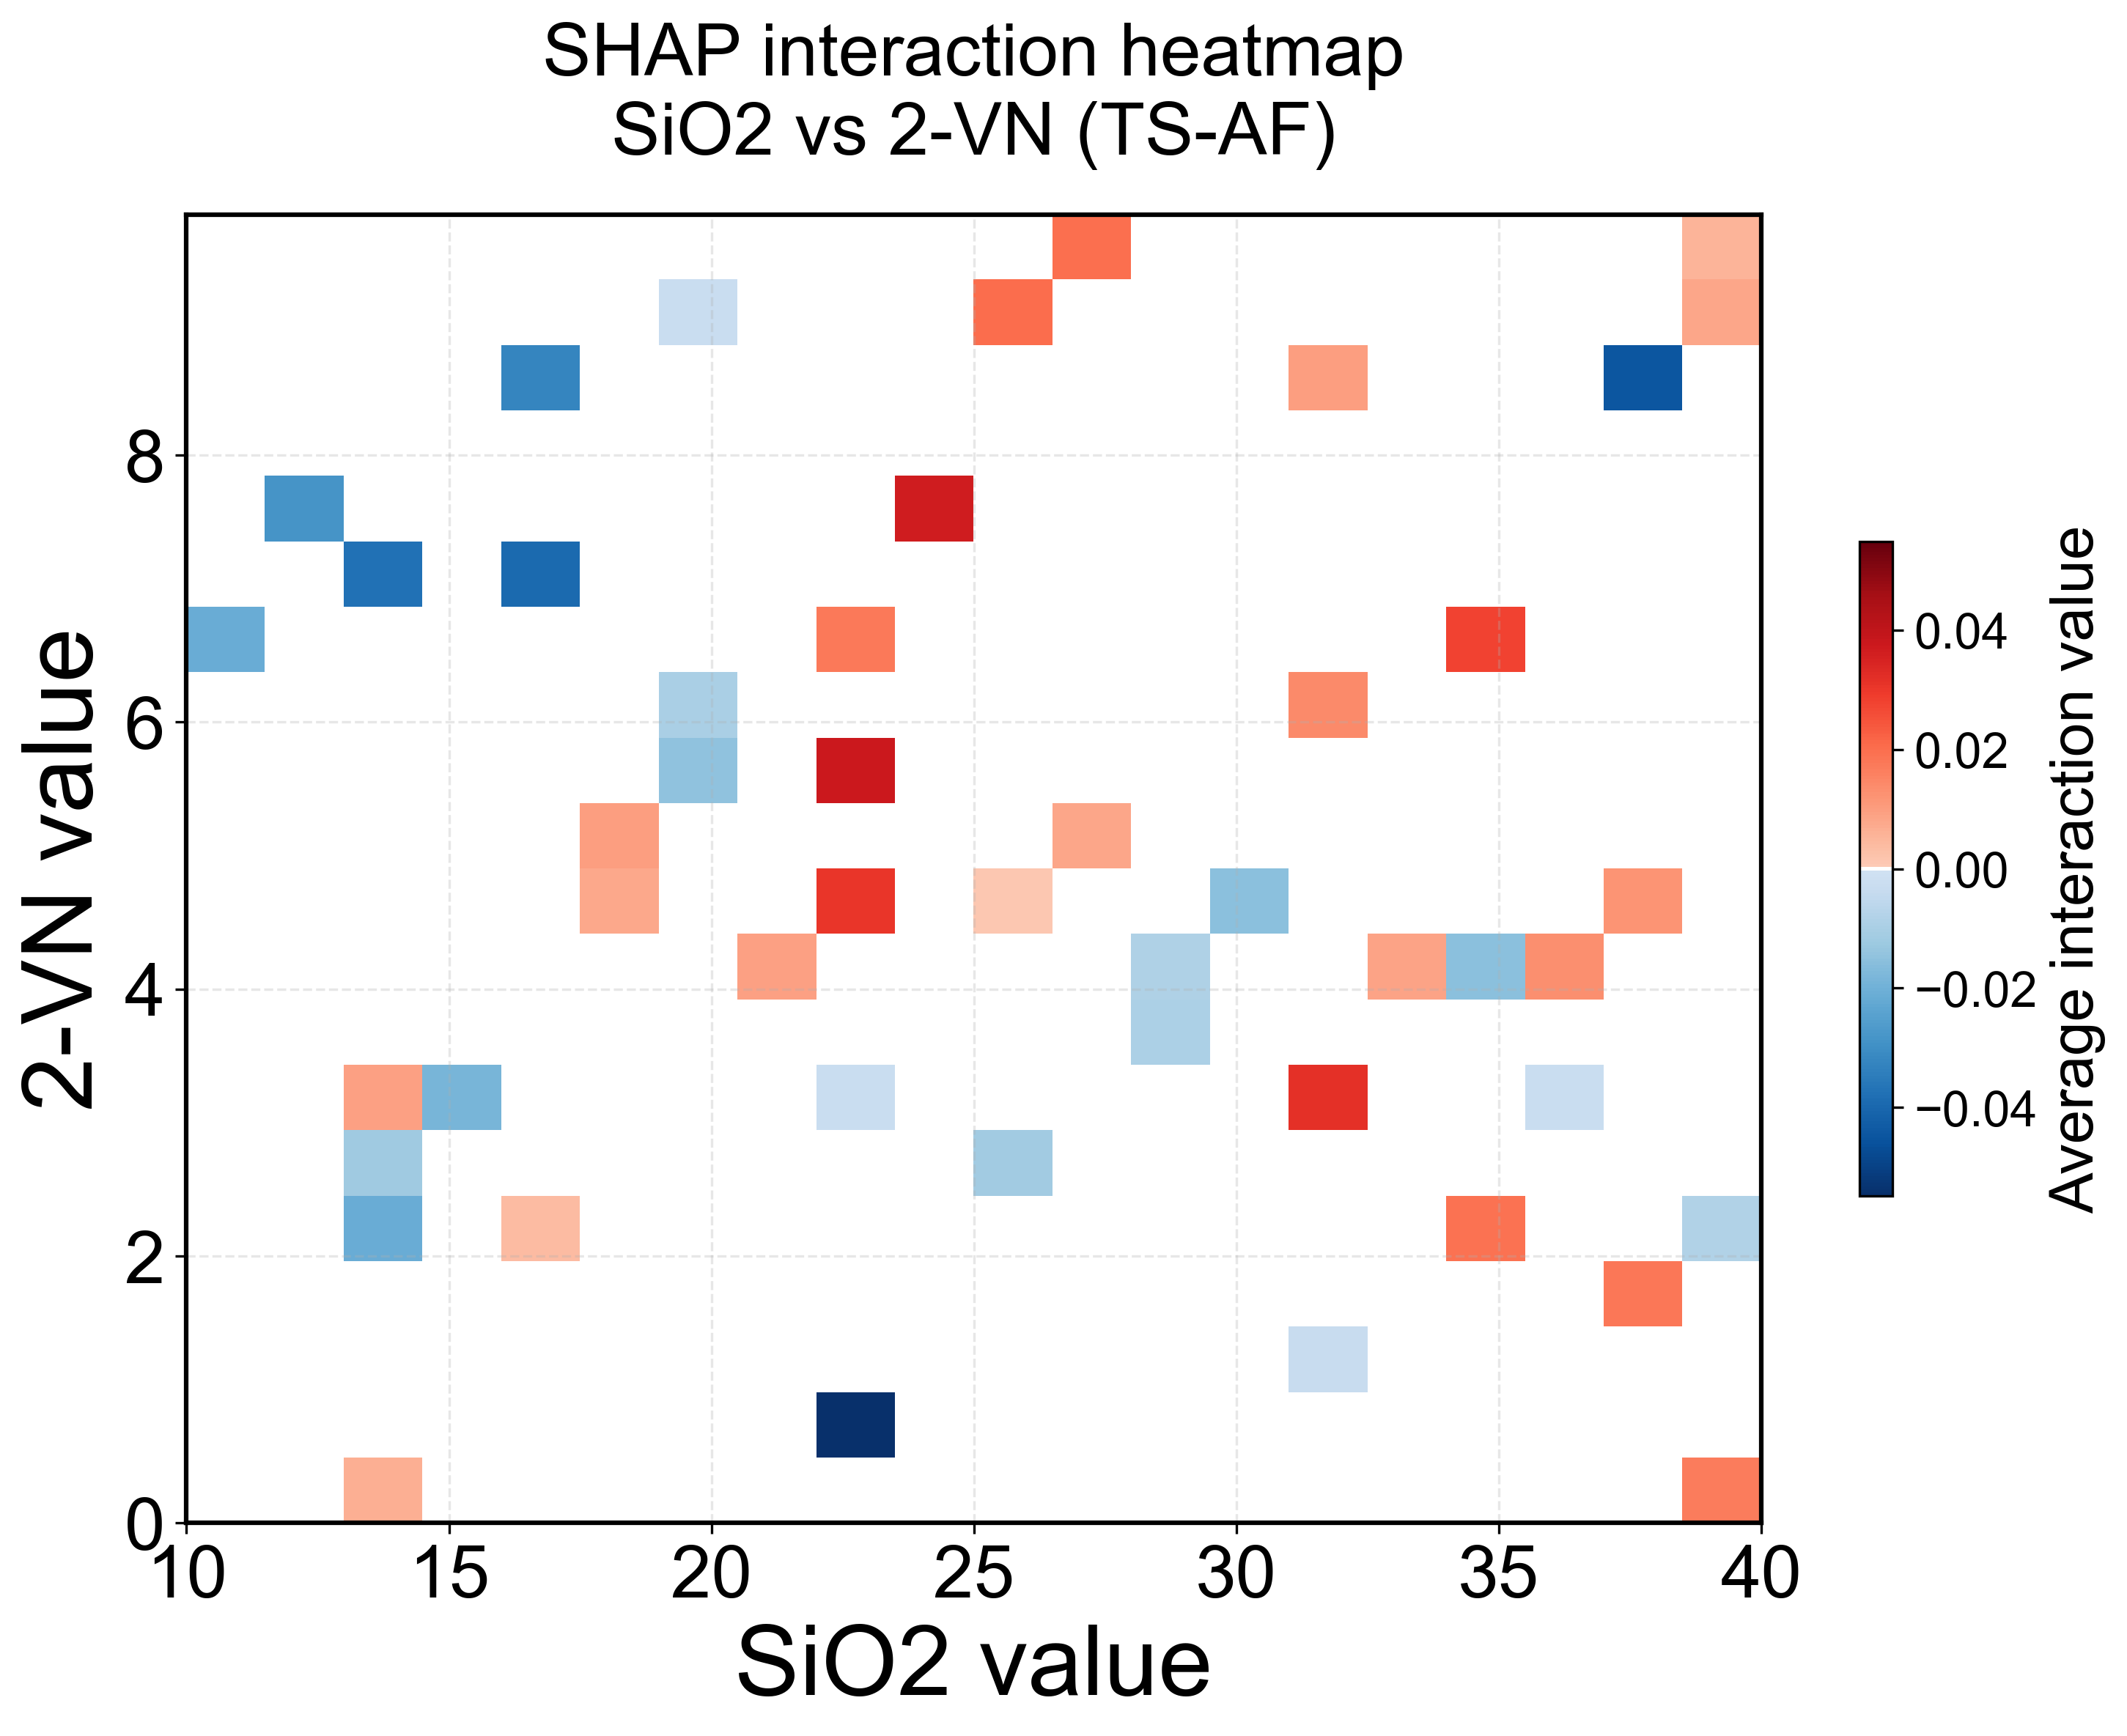 SHAP interaction heatmap
SiO2 vs 2-VN (TS-AF)
2-VN value
8
6
4
2
0
10 15 20 25 30 35 40
SiO2 value
0.04
0.02
0.00
−0.02
−0.04
Average interaction value